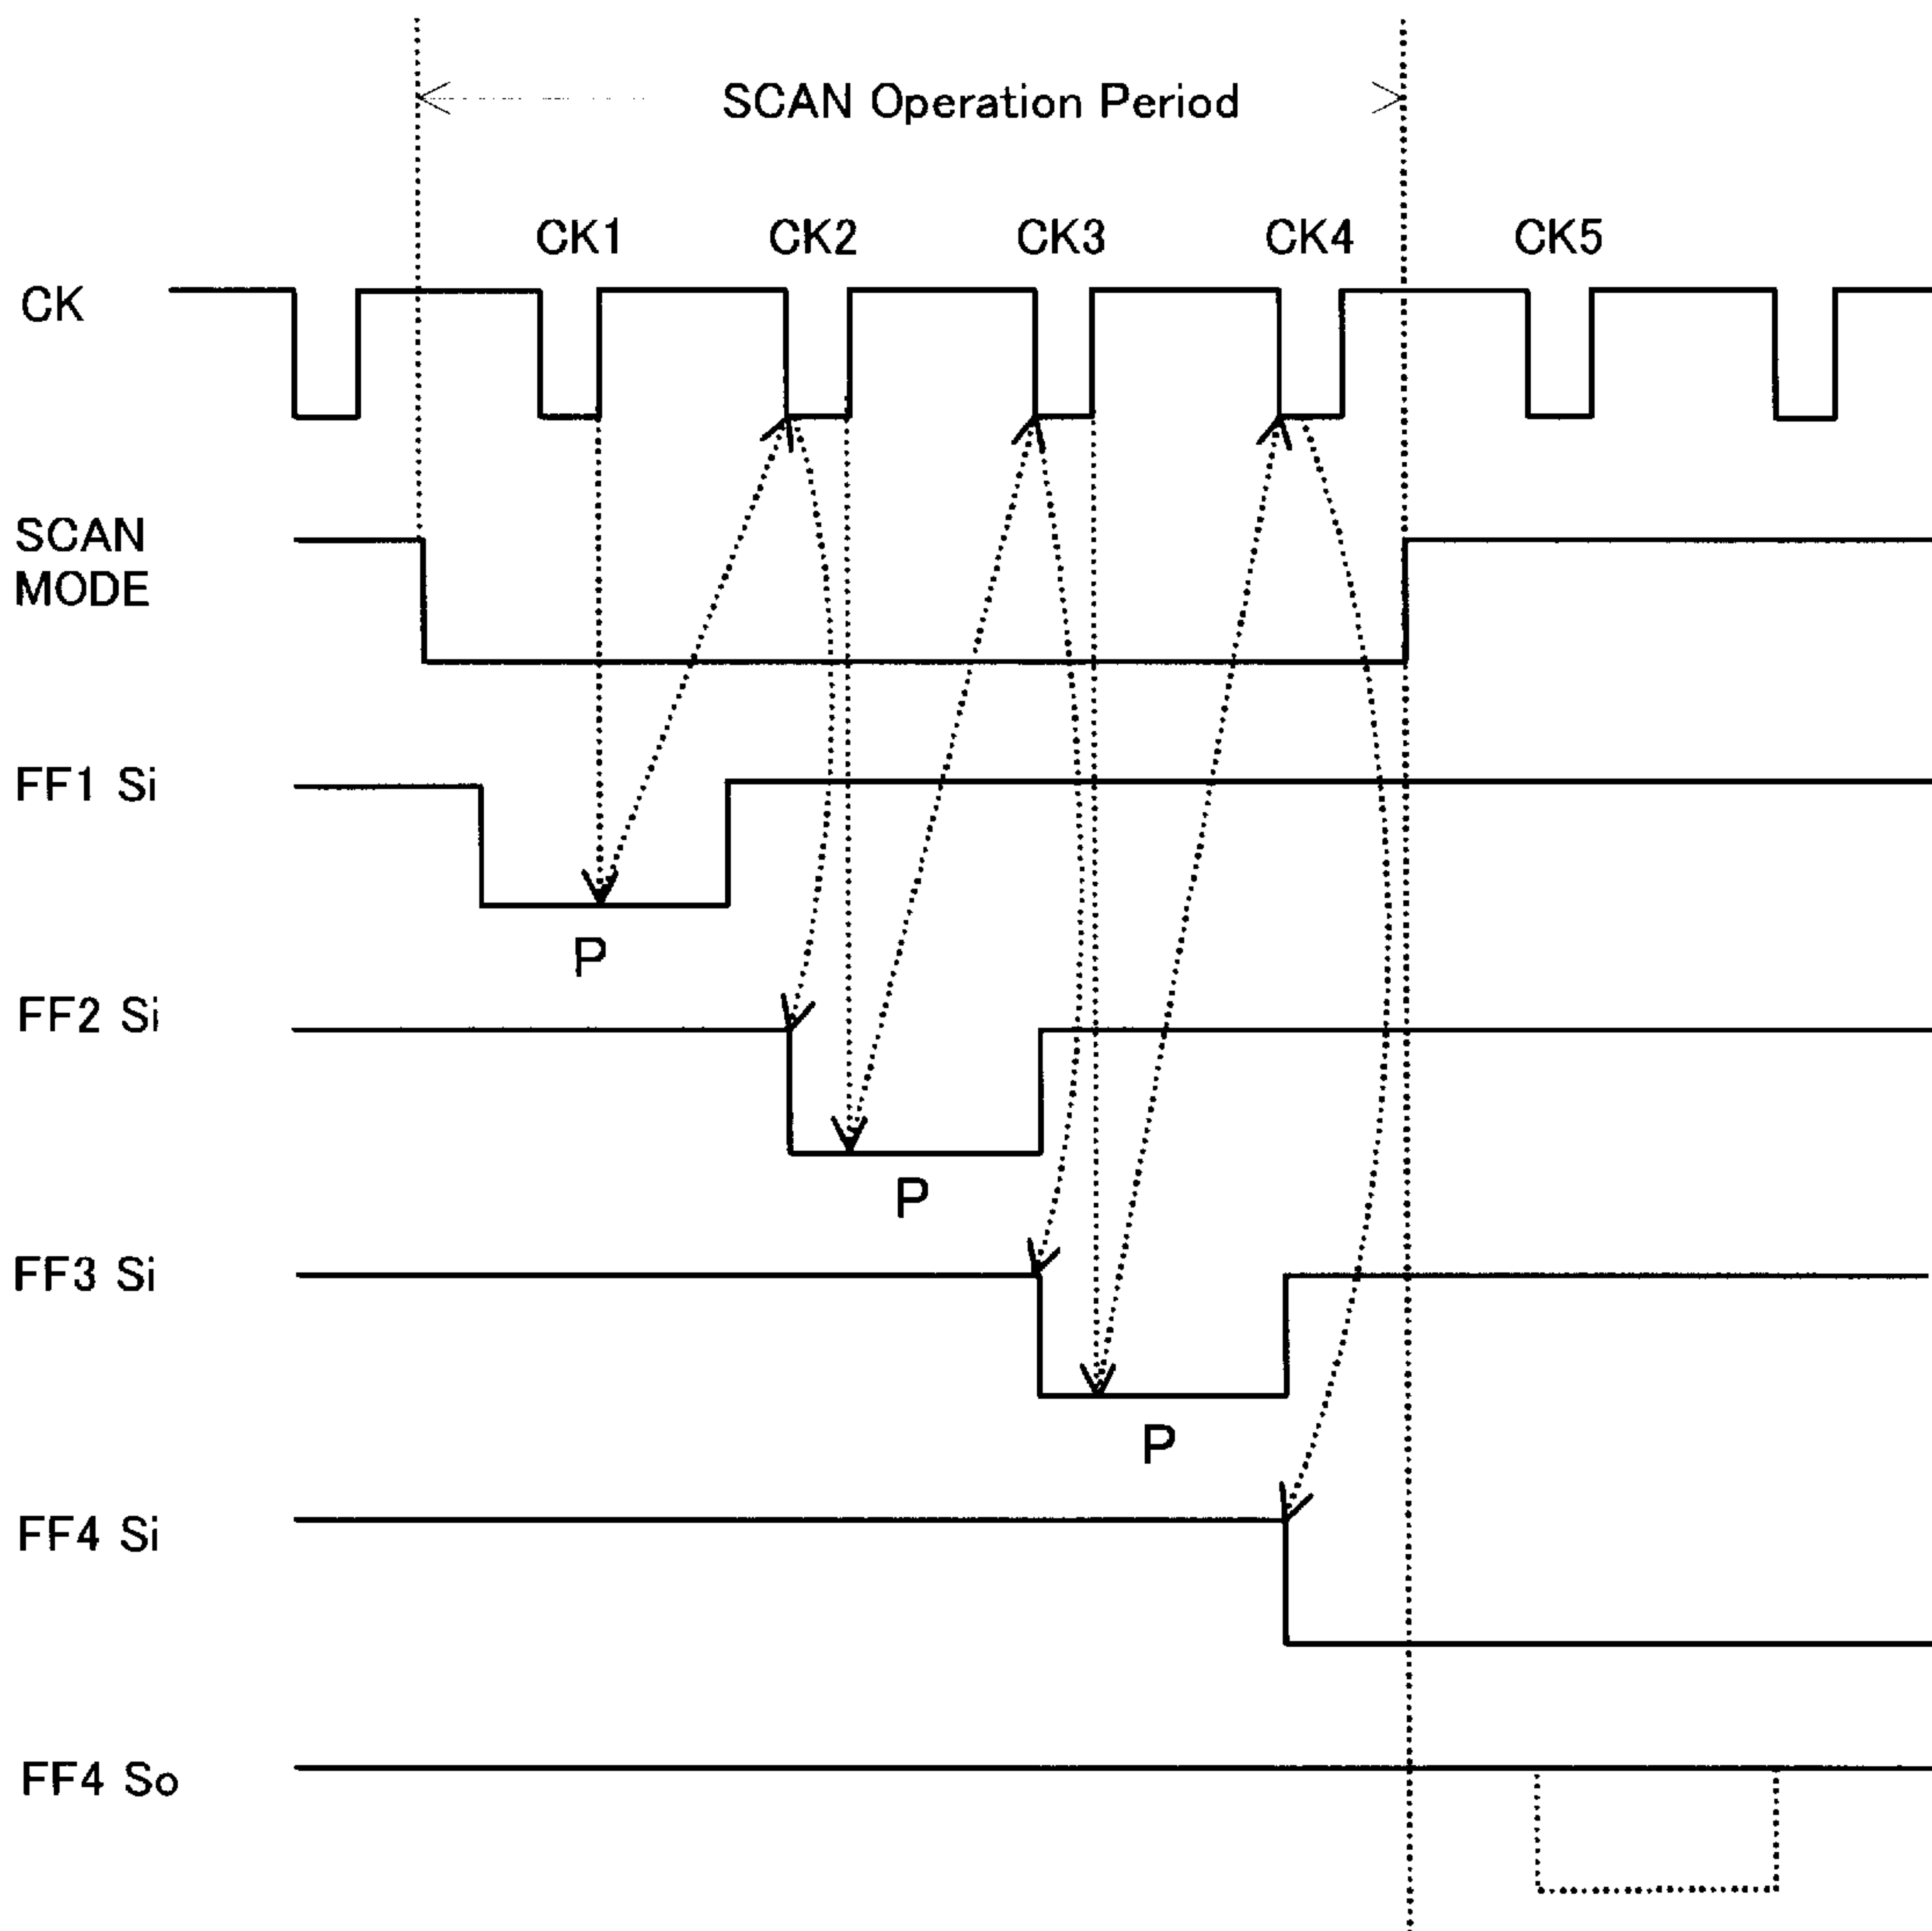 SCAN Operation Period
CK1 CK2 CK3 CK4 CK5
CK
SCAN
MODE
FF1 Si
P
FF2 Si
P
FF3 Si
P
FF4 Si
FF4 So